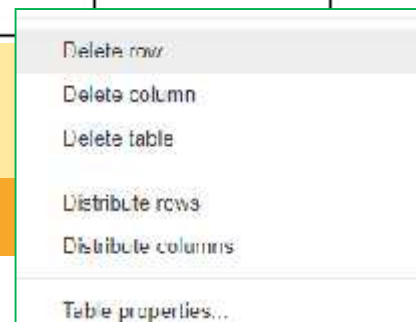 Delete row
Delete column
Delete table
Distribute rows
Distribute columns
Table properties...